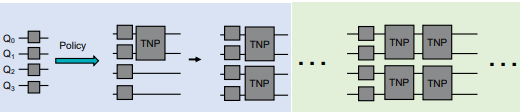 Q₀
Q₁
Q₂
Q₃
Policy
TNP
TNP
TNP
...
TNP TNP
TNP TNP
...